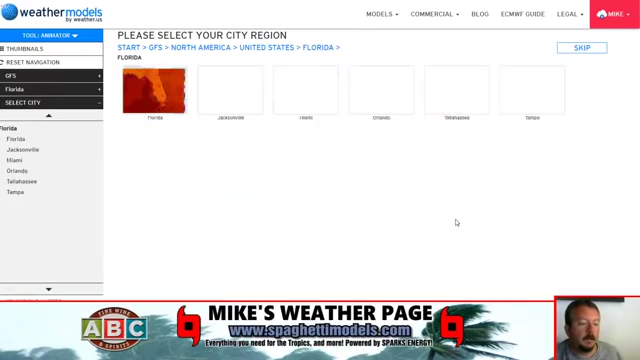 weathermodels
by weather.us
MODELS
COMMERCIAL
BLOG
ECMWF GUIDE
LEGAL
MIKE
TOOL: ANIMATOR
THUMBNAILS
RESET NAVIGATION
GFS
Florida
SELECT CITY
Florida
Florida
Jacksonville
Miami
Orlando
Tallahassee
Tampa
PLEASE SELECT YOUR CITY REGION
START > GFS > NORTH AMERICA > UNITED STATES > FLORIDA >
SKIP
FLORIDA
Florida
Jacksonville
Miami
Orlando
Tallahassee
Tampa
FINE WINE
ABC
& SPIRITS
MIKE'S WEATHER PAGE
www.spaghettimodels.com
Everything you need for the Tropics, and more! Powered by SPARKS ENERGY!